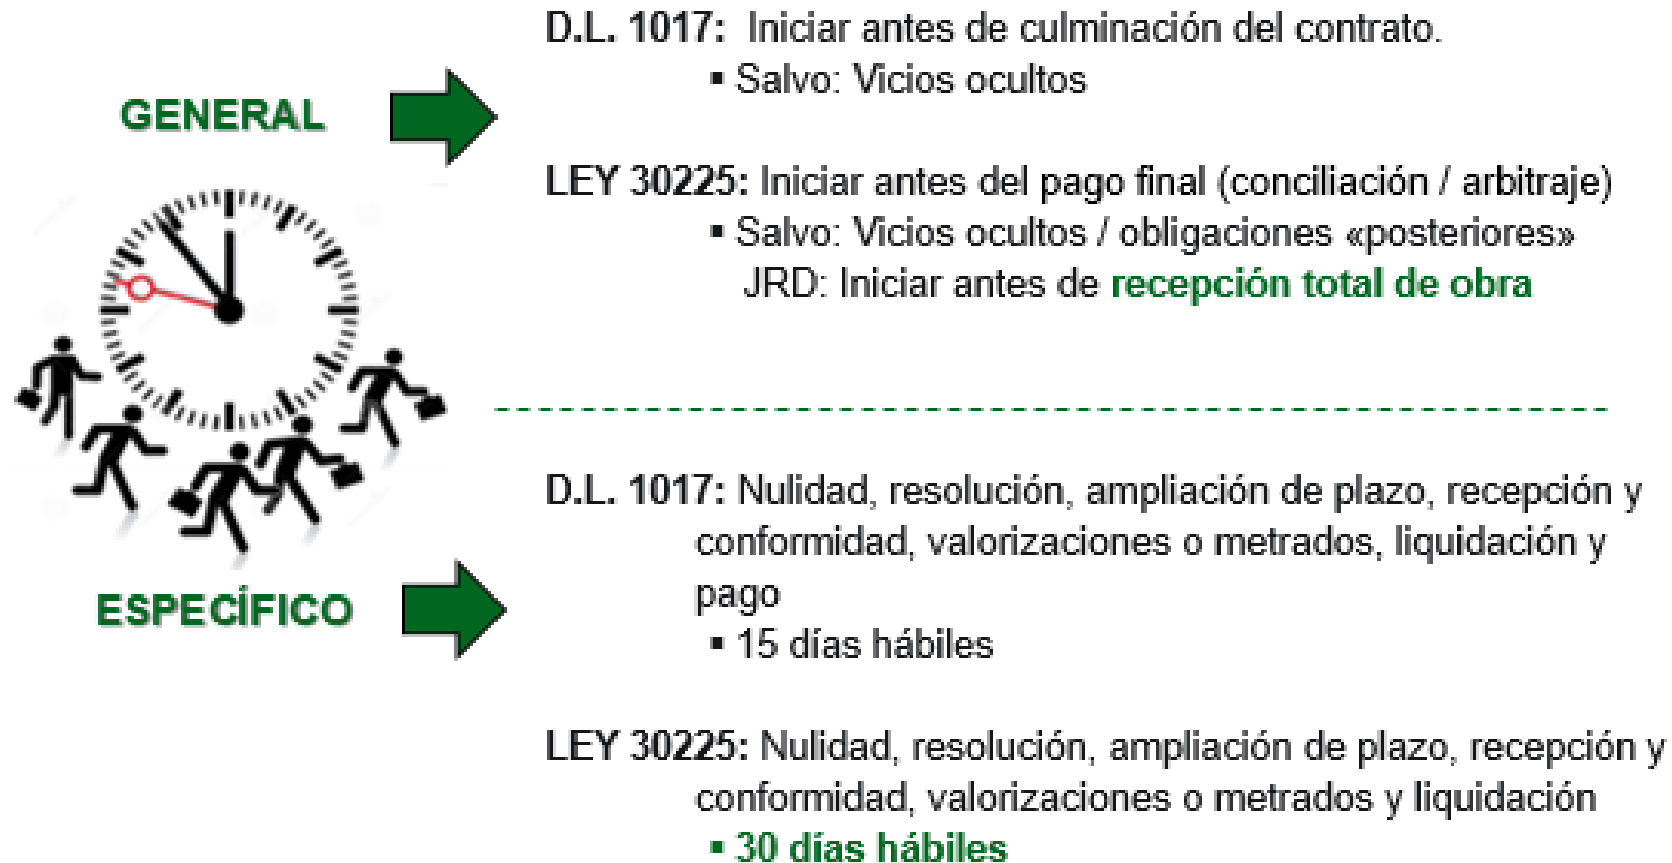 D.L. 1017: Iniciar antes de culminación del contrato.
▪ Salvo: Vicios ocultos
GENERAL
LEY 30225: Iniciar antes del pago final (conciliación / arbitraje)
▪ Salvo: Vicios ocultos / obligaciones «posteriores»
JRD: Iniciar antes de recepción total de obra
D.L. 1017: Nulidad, resolución, ampliación de plazo, recepción y
conformidad, valorizaciones o metrados, liquidación y
pago
ESPECÍFICO
▪ 15 días hábiles
LEY 30225: Nulidad, resolución, ampliación de plazo, recepción y
conformidad, valorizaciones o metrados y liquidación
▪ 30 días hábiles